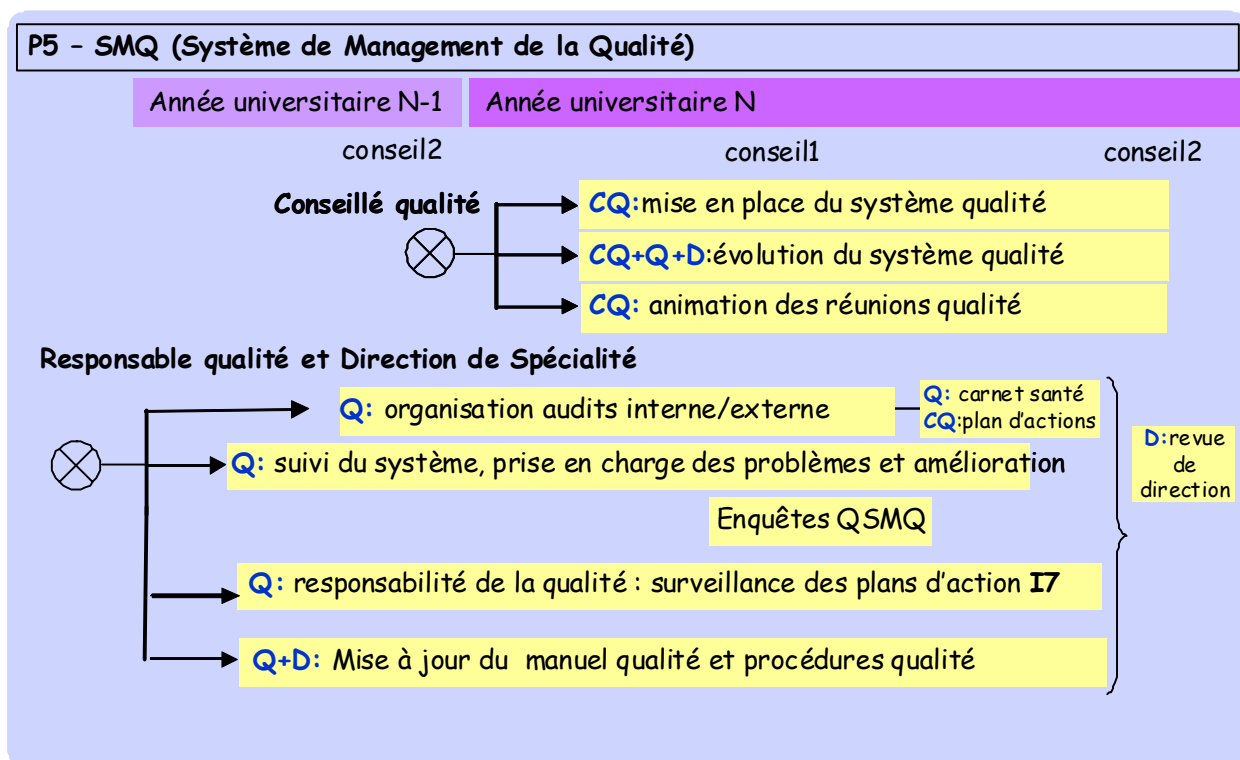 P5 – SMQ (Système de Management de la Qualité)
Année universitaire N-1
Année universitaire N
conseil2
conseil1
conseil2
Conseillé qualité
CQ:mise en place du système qualité
CQ+Q+D:évolution du système qualité
CQ: animation des réunions qualité
Responsable qualité et Direction de Spécialité
Q: organisation audits interne/externe
Q: carnet santé
CQ:plan d'actions
Q: suivi du système, prise en charge des problèmes et amélioration
D:revue
de
direction
Enquêtes QSMQ
Q: responsabilité de la qualité : surveillance des plans d'action I7
Q+D: Mise à jour du manuel qualité et procédures qualité